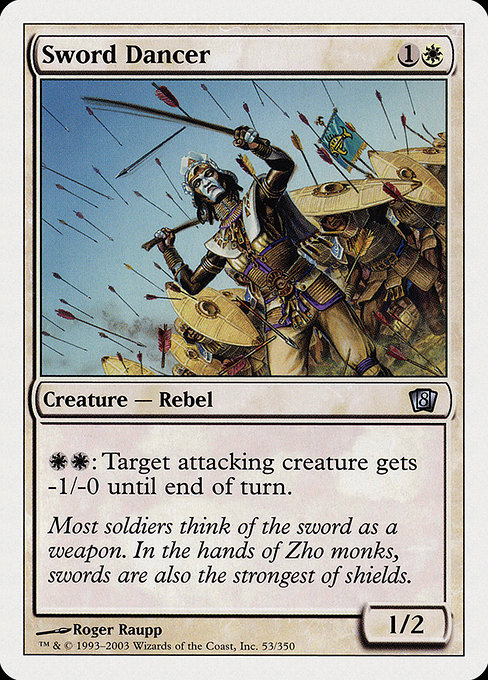 Sword Dancer 1
Creature — Rebel 8
: Target attacking creature gets
-1/-0 until end of turn.
Most soldiers think of the sword as a
weapon. In the hands of Zho monks,
swords are also the strongest of shields.
1/2
Roger Raupp
™ & © 1993–2003 Wizards of the Coast, Inc. 53/350